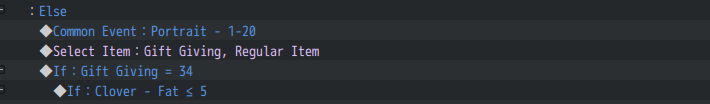 ：Else
◆Common Event：Portrait - 1-20
◆Select Item：Gift Giving, Regular Item
◆If：Gift Giving = 34
◆If：Clover - Fat ≤ 5